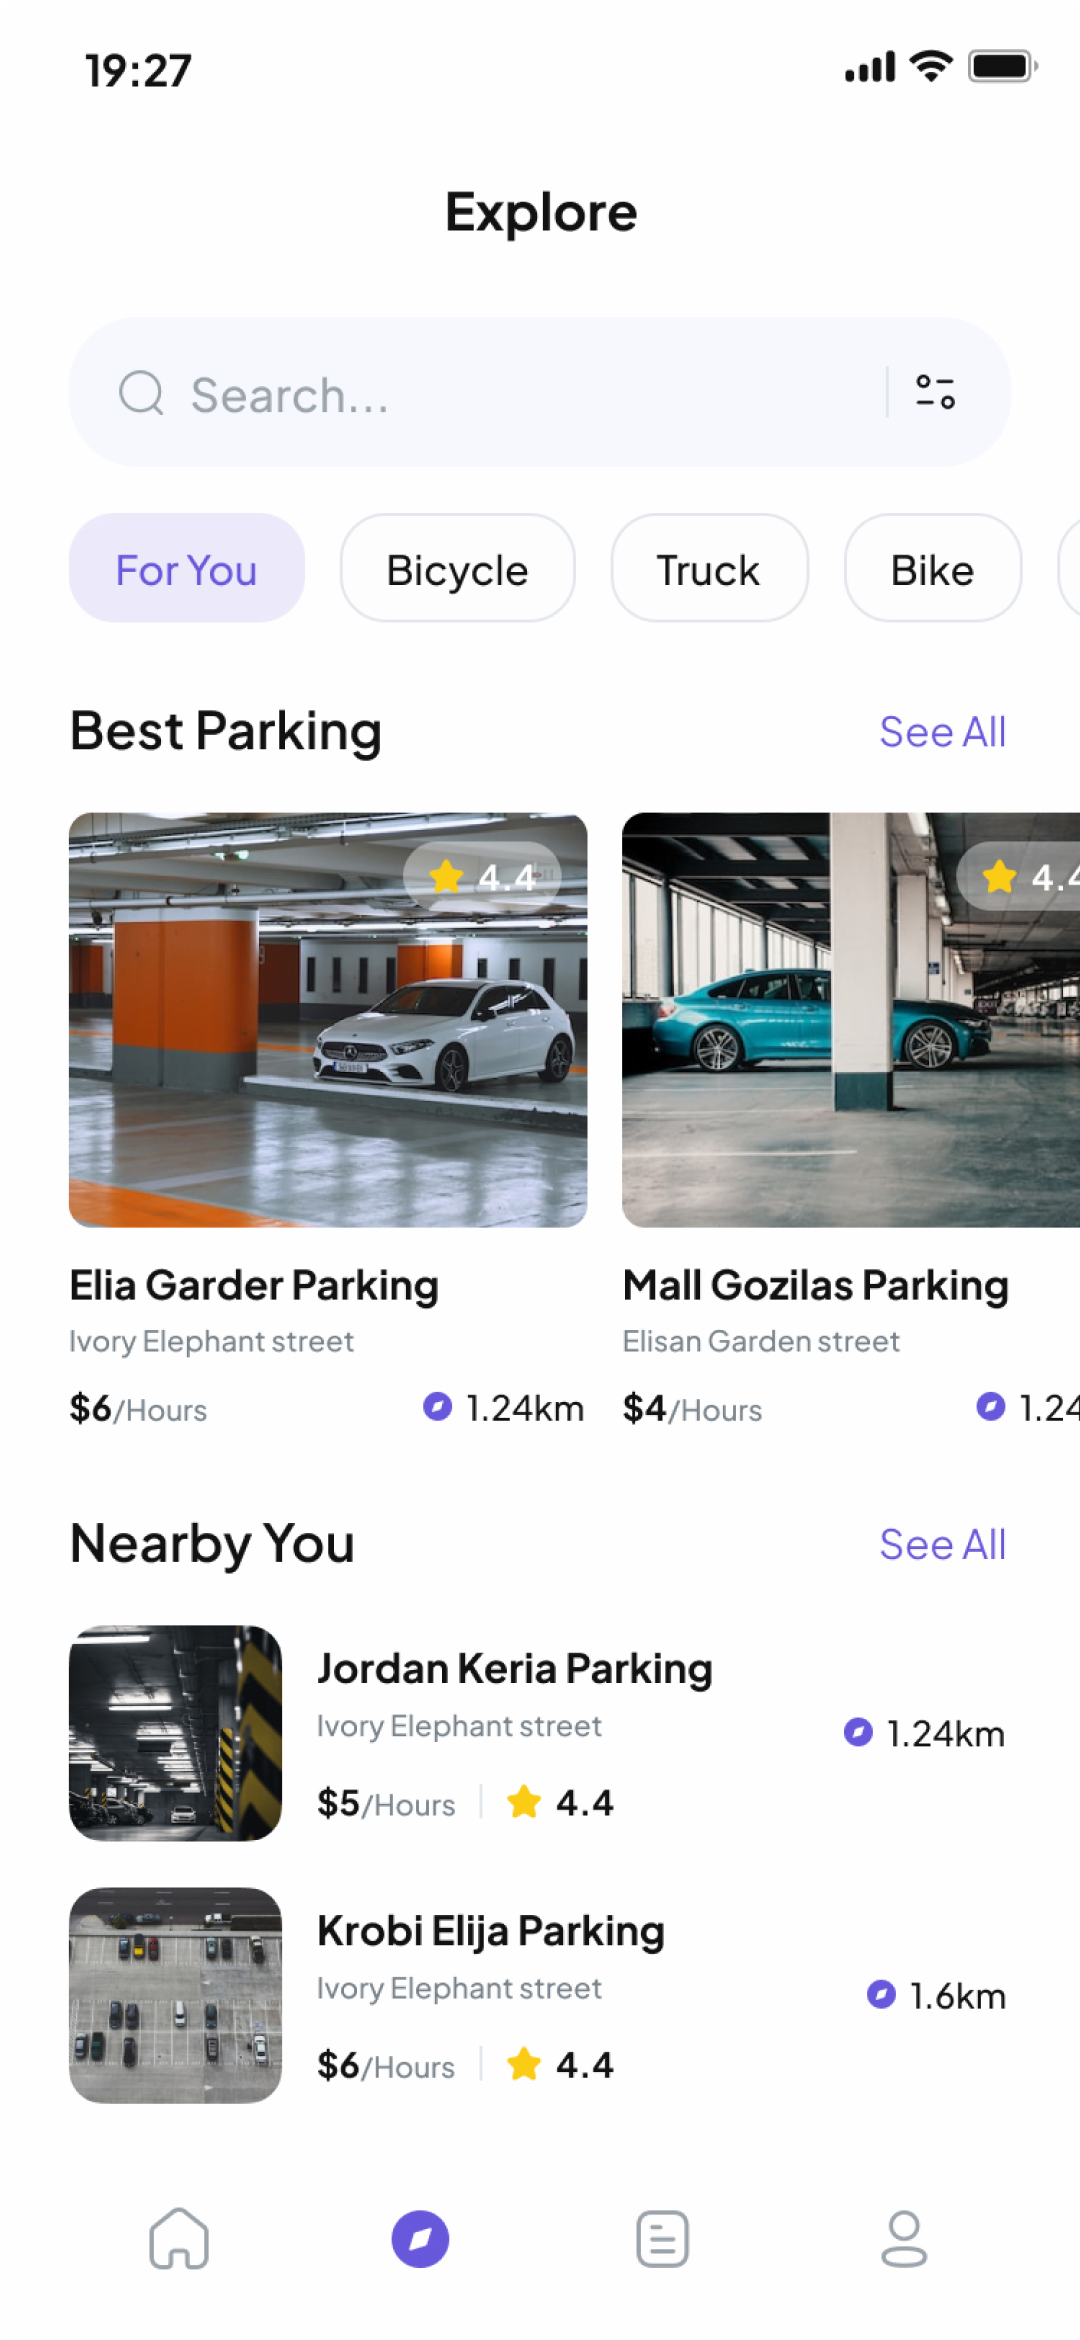 19:27
Explore
Search...
For You
Bicycle
Truck
Bike
Best Parking
See All
4.4
4.4
Elia Garder Parking
Ivory Elephant street
$6/Hours
1.24km
Mall Gozilas Parking
Elisan Garden street
$4/Hours
1.24
Nearby You
See All
Jordan Keria Parking
Ivory Elephant street
$5/Hours
4.4
1.24km
Krobi Elija Parking
Ivory Elephant street
$6/Hours
4.4
1.6km